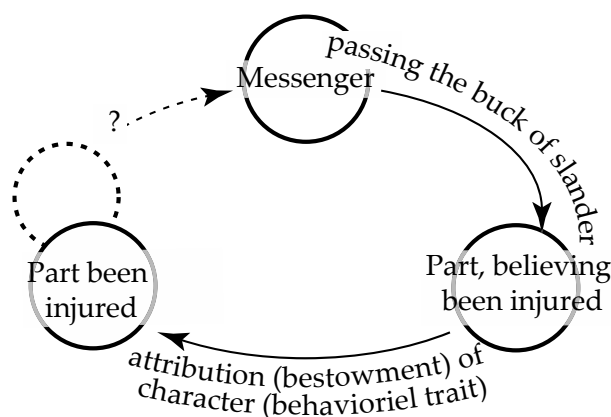 passing the buck of slander
Messenger
?
Part been
injured
Part, believing
been injured
attribution (bestowment) of
character (behavioriel trait)